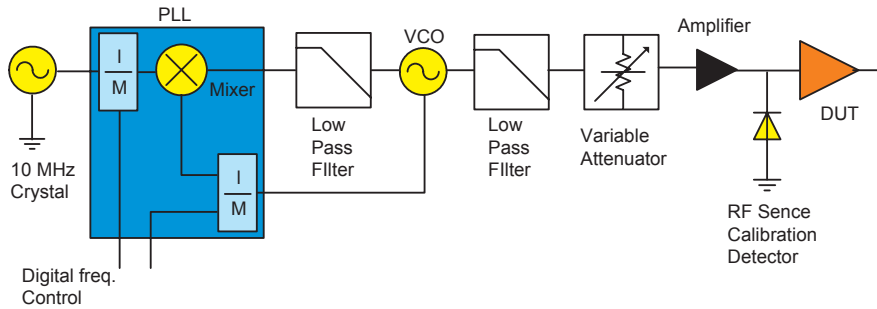 PLL
VCO
Amplifier
I
M
Mixer
I
M
10 MHz
Crystal
Low
Pass
FIlter
Low
Pass
FIlter
Variable
Attenuator
DUT
RF Sence
Calibration
Detector
Digital freq.
Control